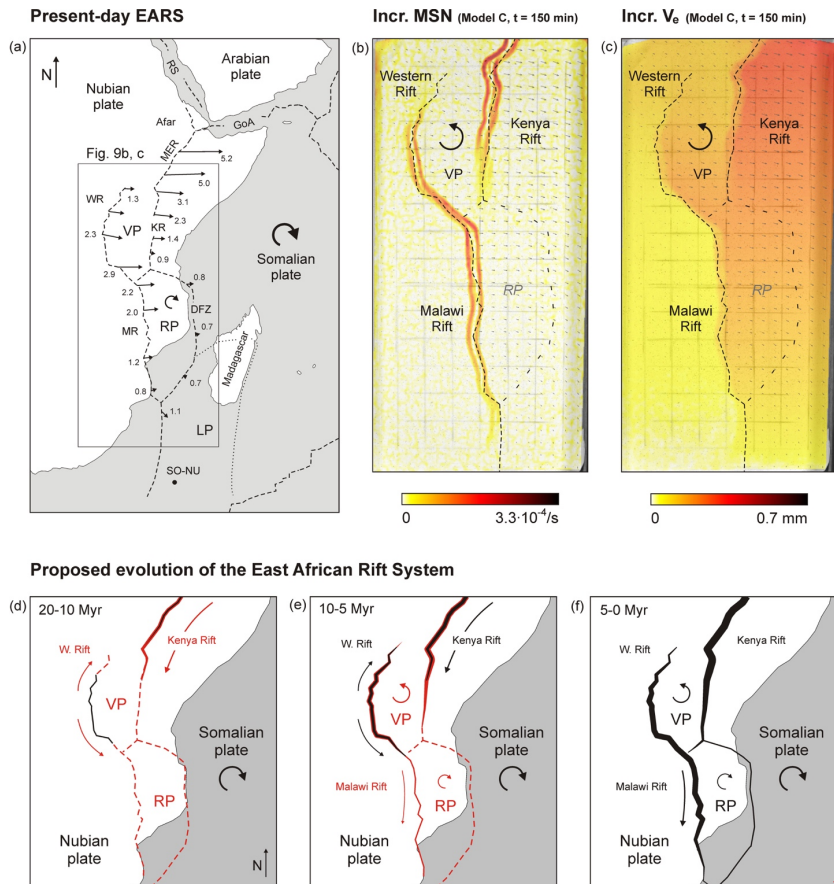 Present-day EARS
Incr. MSN (Model C, t = 150 min)
Incr. Ve (Model C, t = 150 min)
(a)
N
Nubian
plate
RS
Arabian
plate
Afar
GoA
MER
Fig. 9b, c
5.2
5.0
WR
1.3
3.1
VP
KR
2.3
2.3
1.4
0.9
2.9
0.8
2.2
2.0
RP
DFZ
MR
0.7
1.2
0.8
0.7
1.1
LP
Madagascar
Somalian
plate
SO-NU
(b)
Western
Rift
Kenya
Rift
VP
RP
Malawi
Rift
0
3.3·10⁻⁴/s
(c)
Western
Rift
Kenya
Rift
VP
RP
Malawi
Rift
0
0.7 mm
Proposed evolution of the East African Rift System
(d)
20-10 Myr
W. Rift
Kenya Rift
VP
Somalian
plate
RP
Nubian
plate
N
(e)
10-5 Myr
W. Rift
Kenya Rift
VP
Somalian
plate
Malawi Rift
RP
Nubian
plate
(f)
5-0 Myr
W. Rift
Kenya Rift
VP
Somalian
plate
Malawi Rift
RP
Nubian
plate